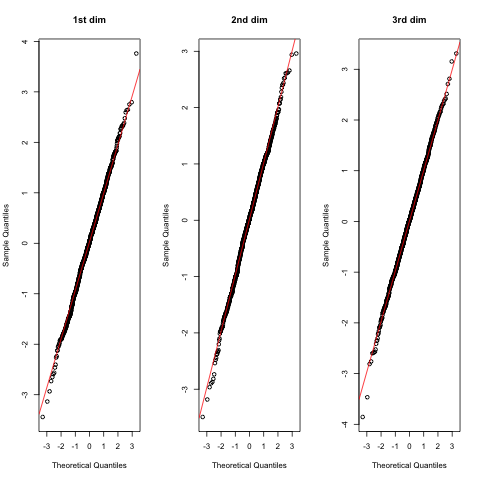 1st dim
2nd dim
3rd dim
Sample Quantiles
-3 -2 -1 0 1 2 3 4
-3 -2 -1 0 1 2 3
Theoretical Quantiles
Sample Quantiles
-3 -2 -1 0 1 2 3
-3 -2 -1 0 1 2 3
Theoretical Quantiles
Sample Quantiles
-4 -3 -2 -1 0 1 2 3
-3 -2 -1 0 1 2 3
Theoretical Quantiles